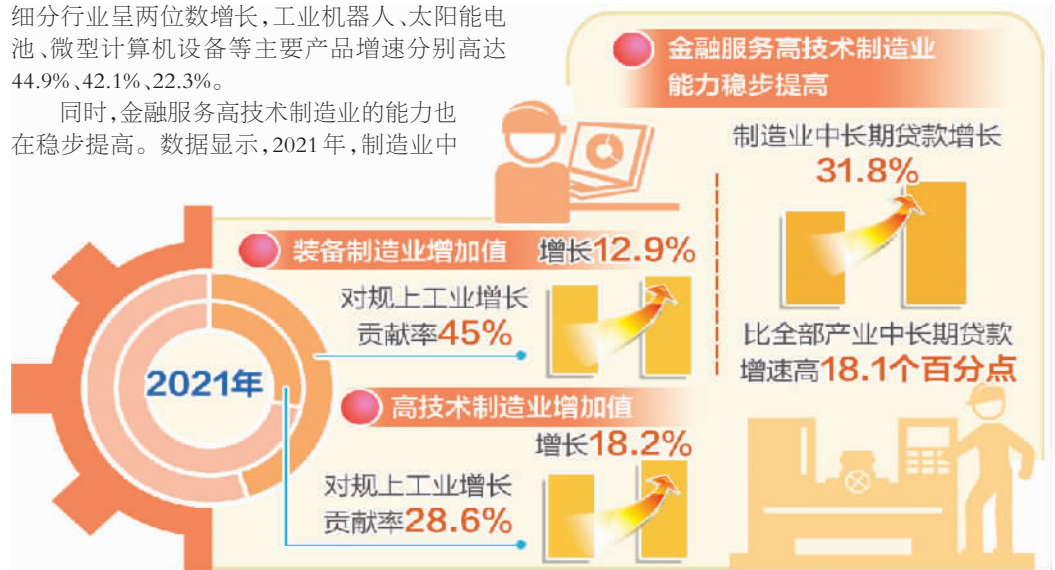 细分行业呈两位数增长，工业机器人、太阳能电
池、微型计算机设备等主要产品增速分别高达
44.9%、42.1%、22.3%。
同时，金融服务高技术制造业的能力也
在稳步提高。数据显示，2021年，制造业中
金融服务高技术制造业
能力稳步提高
制造业中长期贷款增长
31.8%
比全部产业中长期贷款
增速高18.1个百分点
2021年
装备制造业增加值 增长12.9%
对规上工业增长
贡献率45%
高技术制造业增加值
增长18.2%
对规上工业增长
贡献率28.6%